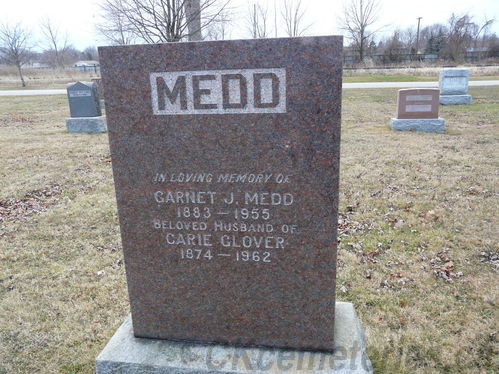 MEDD
IN LOVING MEMORY OF
GARNET J. MEDD
1883 – 1955
BELOVED HUSBAND OF
CARIE GLOVER
1874 – 1962